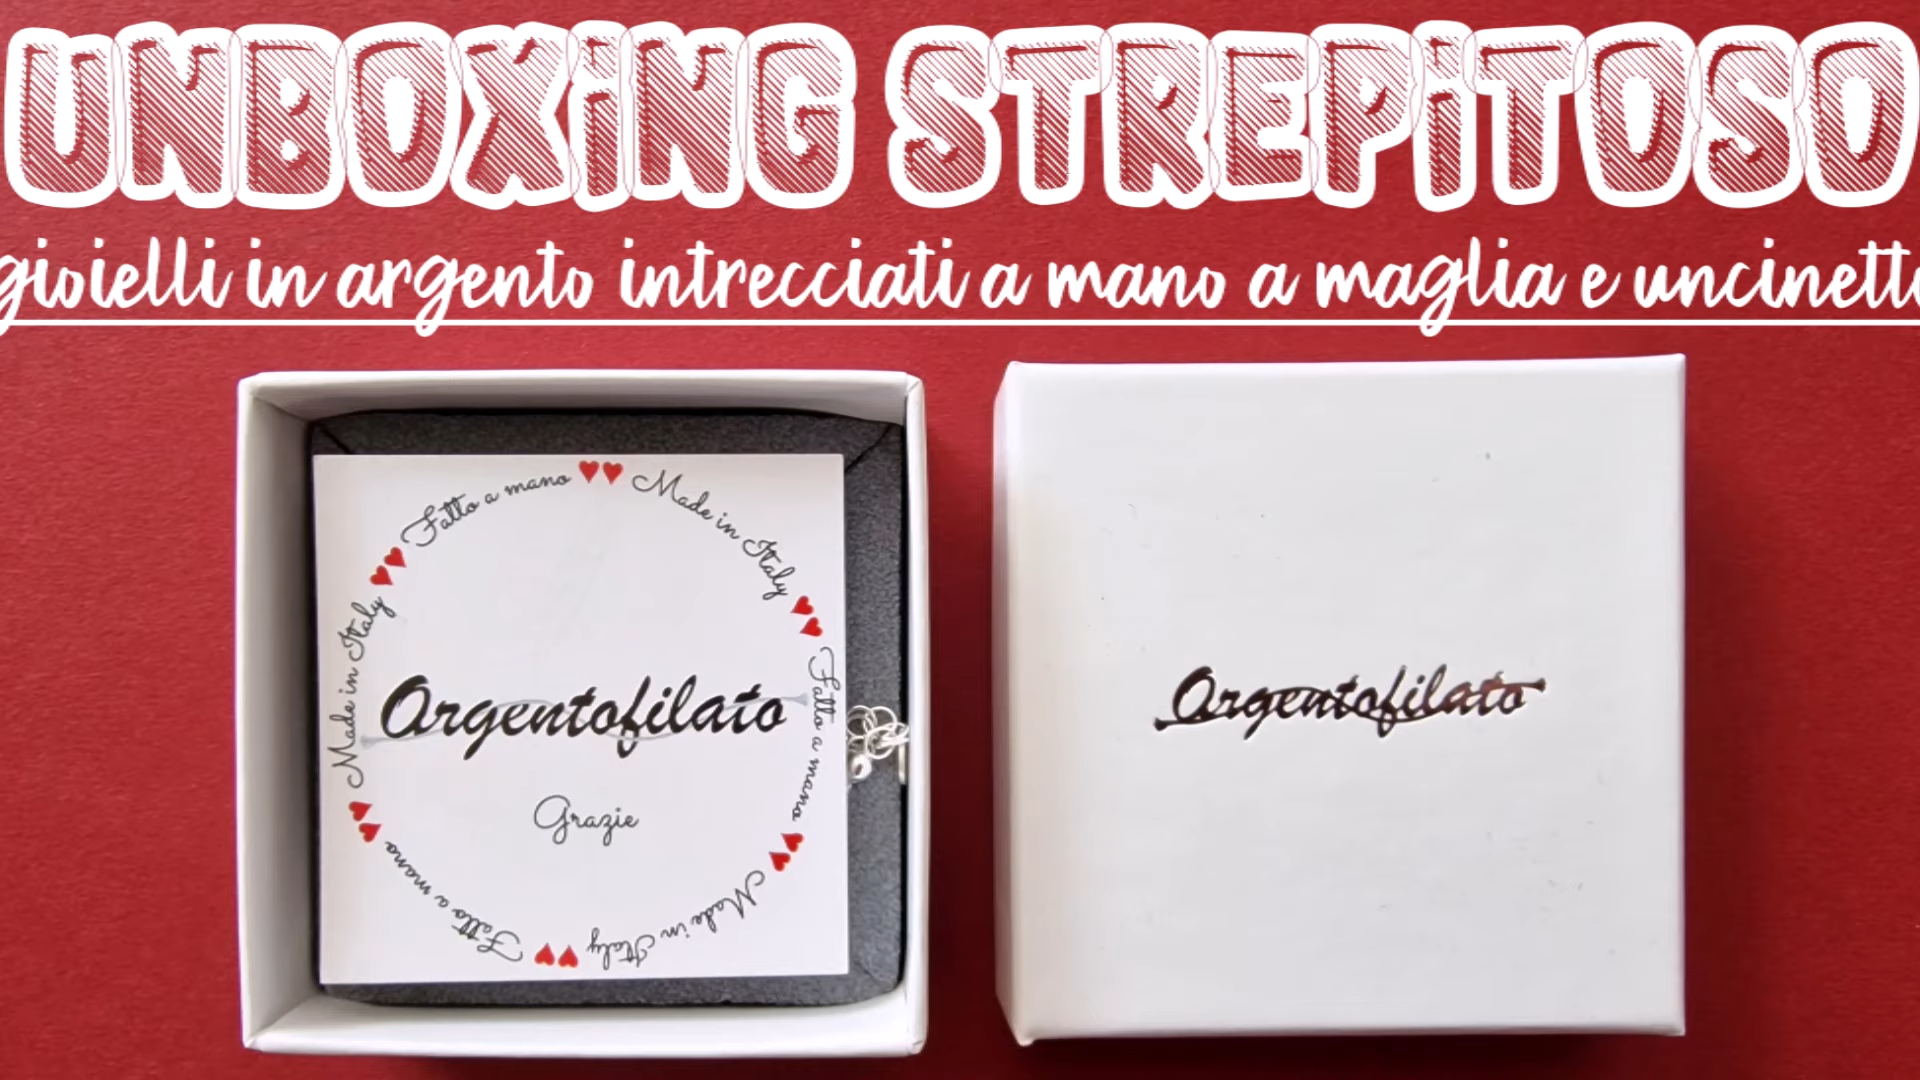 UNBOXING STREPITOSO
gioielli in argento intrecciati a mano a maglia e uncinetto
Fatto a mano ♥♥ Made in Italy ♥♥ Fatto a mano ♥♥ Made in Italy ♥♥ Fatto a mano ♥♥ Made in Italy ♥♥
Argentofilato
Grazie
Argentofilato